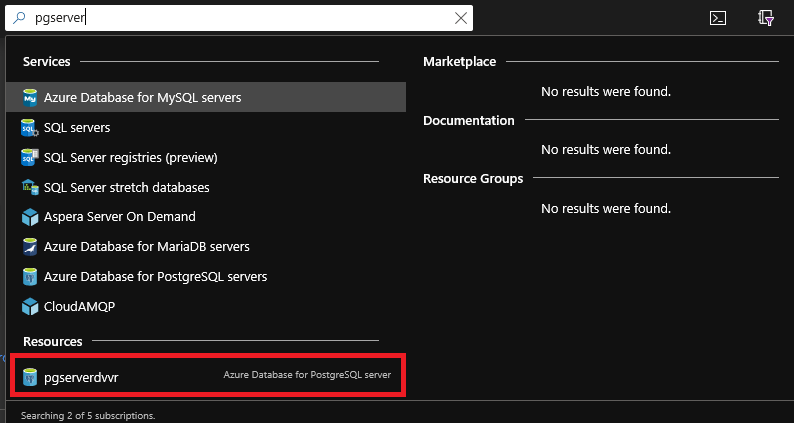 pgserver
Services
Azure Database for MySQL servers
SQL servers
SQL Server registries (preview)
SQL Server stretch databases
Aspera Server On Demand
Azure Database for MariaDB servers
Azure Database for PostgreSQL servers
CloudAMQP
Resources
pgserverdvvr Azure Database for PostgreSQL server
Searching 2 of 5 subscriptions.
Marketplace
No results were found.
Documentation
No results were found.
Resource Groups
No results were found.